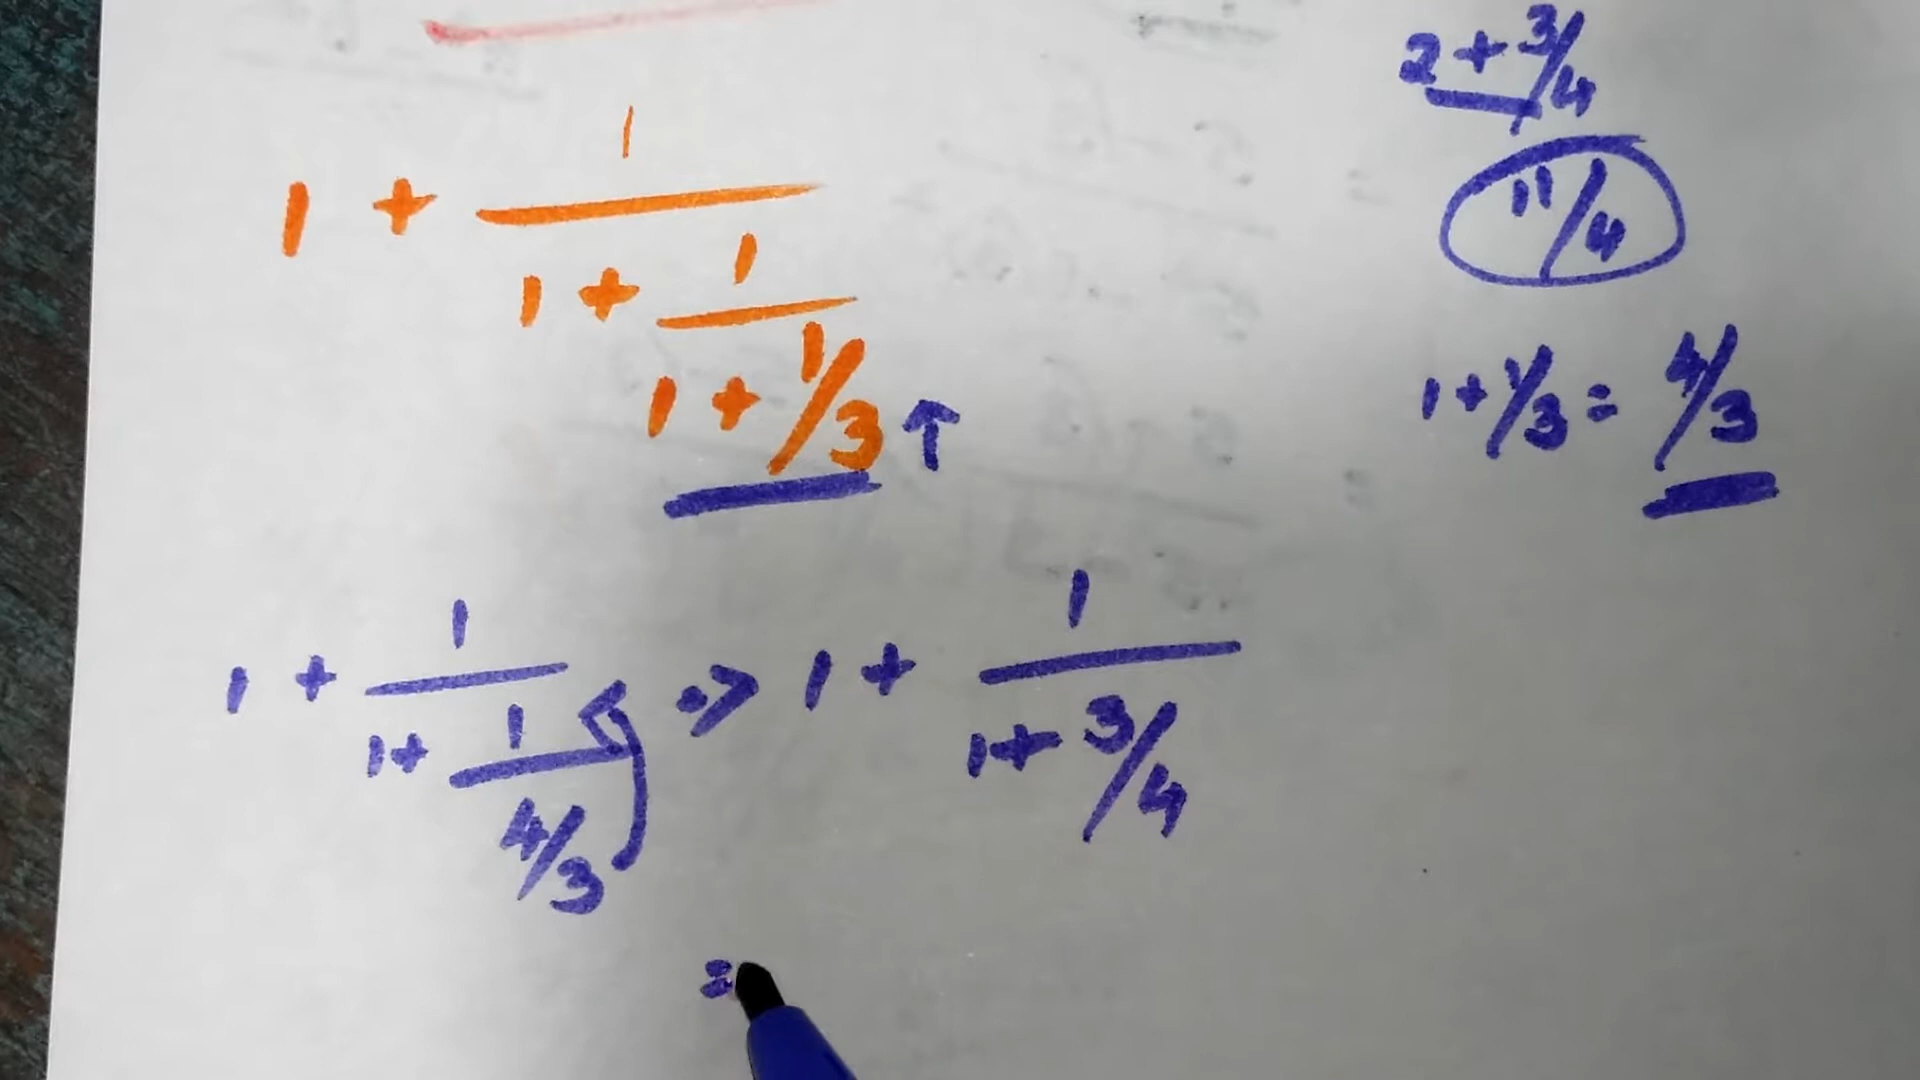 2 + 3/4
11/4
1 + 1
1 + 1
1 + 1/3 ↑
1 + 1/3 = 4/3
1 + 1 => 1 + 1
1 + 1 1 + 3/4
4/3
=